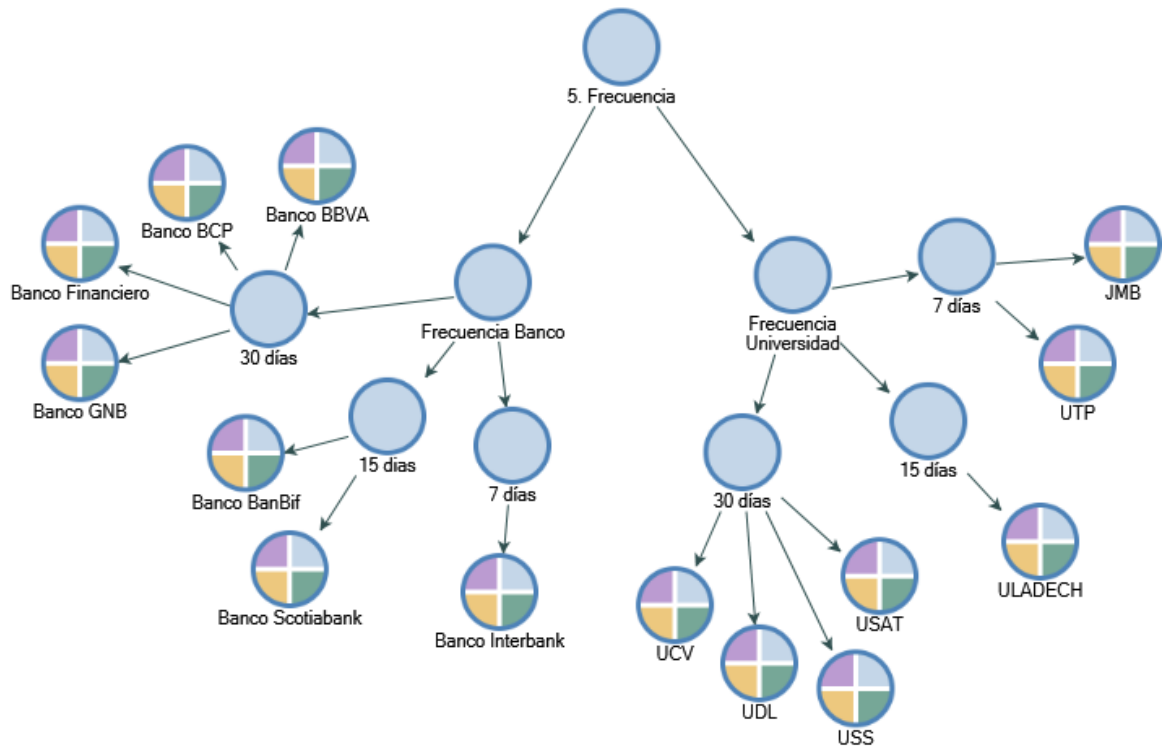 5. Frecuencia
Banco BBVA
Banco BCP
Banco Financiero
30 días
Banco GNB
Frecuencia Banco
15 dias
Banco BanBif
Banco Scotiabank
7 días
Banco Interbank
Frecuencia
Universidad
7 días
JMB
UTP
15 días
ULADECH
30 días
USAT
UCV
UDL
USS